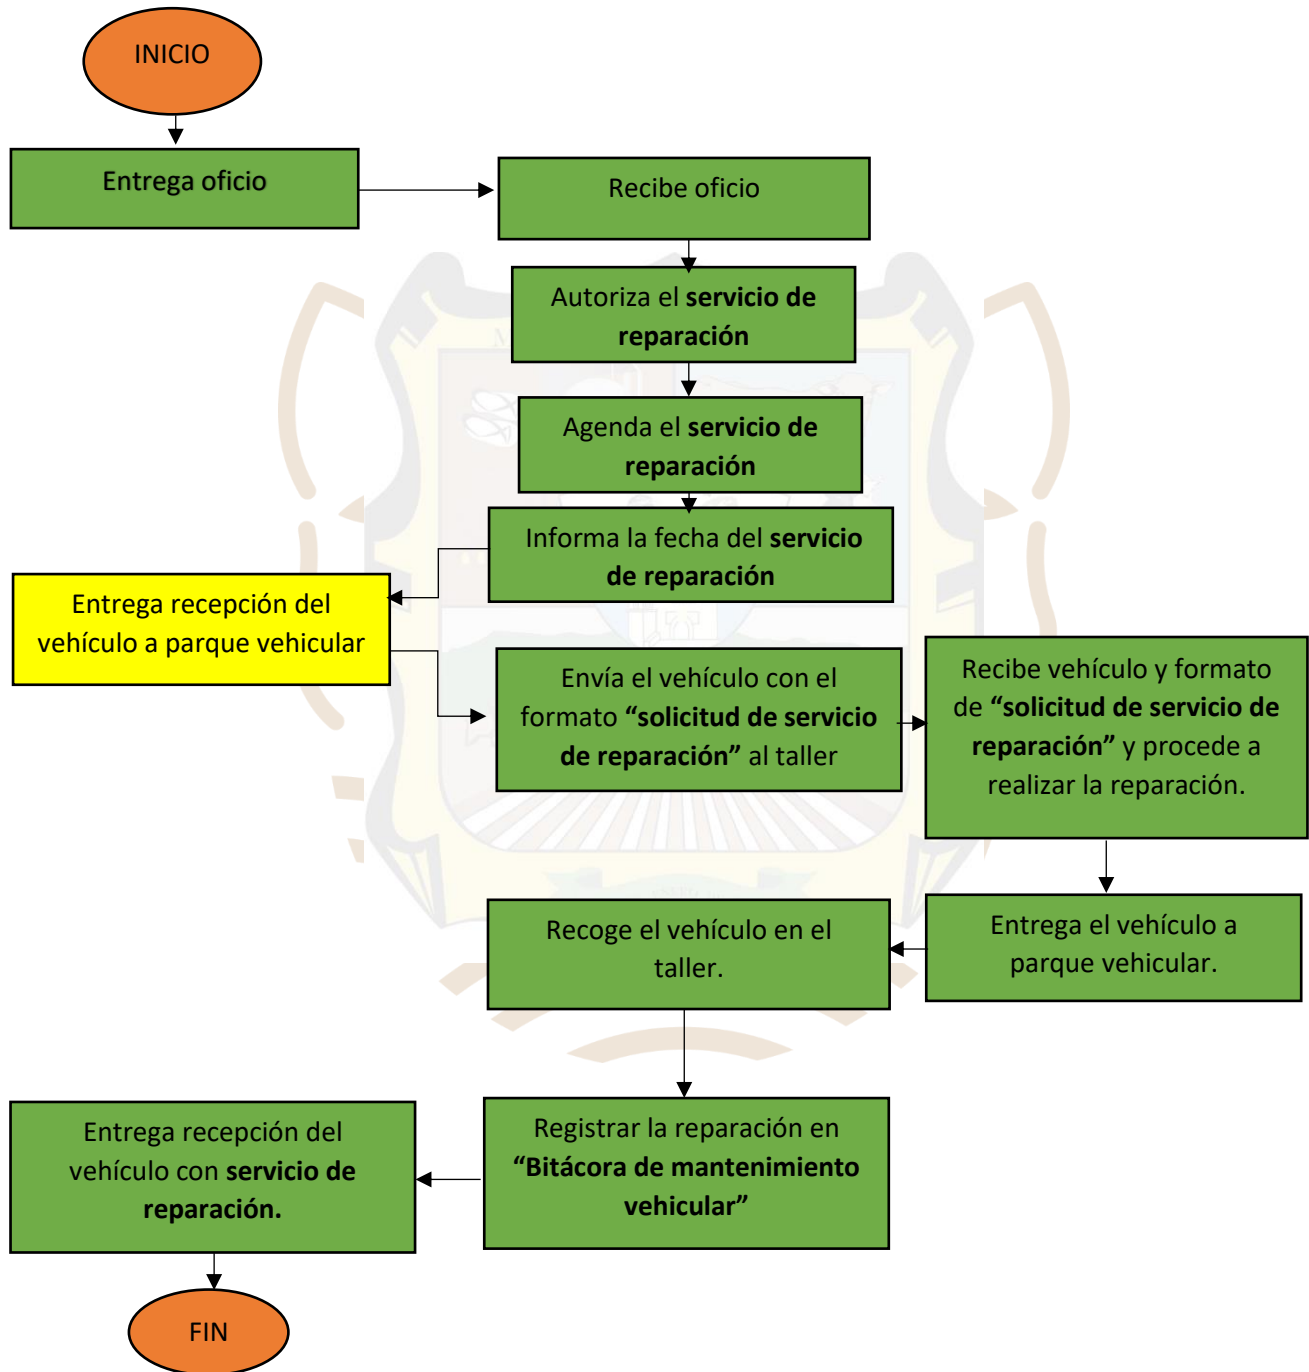 INICIO
Entrega oficio
Recibe oficio
Autoriza el servicio de
reparación
Agenda el servicio de
reparación
Informa la fecha del servicio
de reparación
Entrega recepción del
vehículo a parque vehicular
Envía el vehículo con el
formato “solicitud de servicio
de reparación” al taller
Recibe vehículo y formato
de “solicitud de servicio de
reparación” y procede a
realizar la reparación.
Entrega el vehículo a
parque vehicular.
Recoge el vehículo en el
taller.
Registrar la reparación en
“Bitácora de mantenimiento
vehicular”
Entrega recepción del
vehículo con servicio de
reparación.
FIN